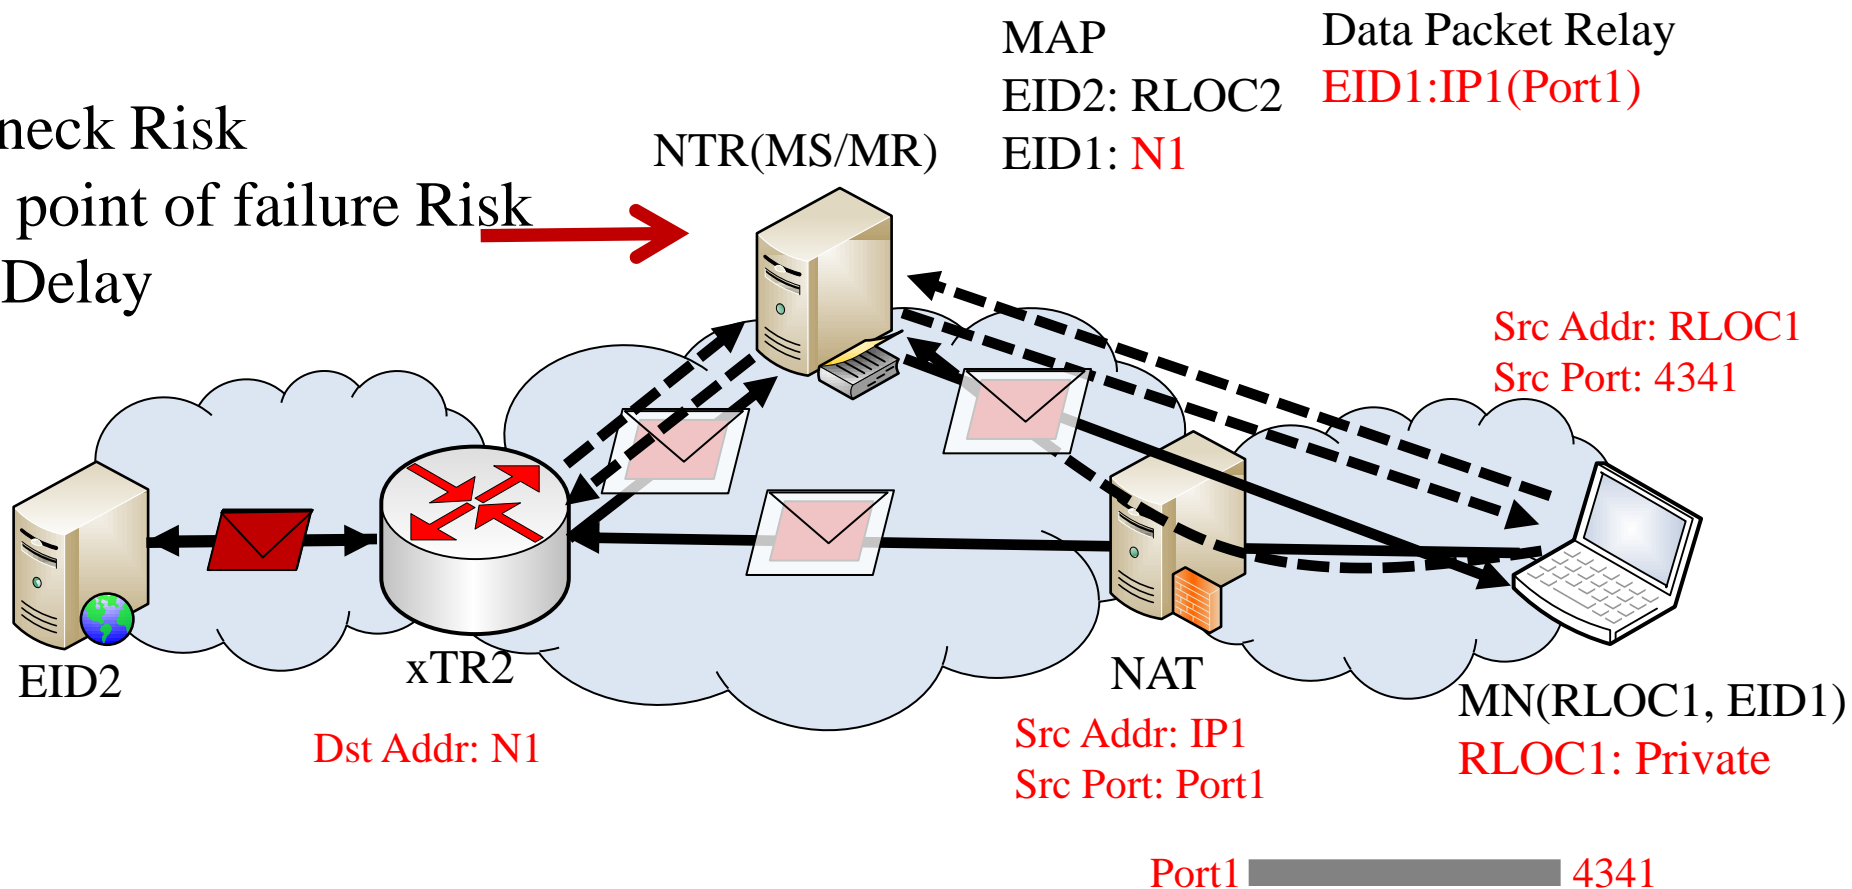 MAP
EID2: RLOC2
EID1: N1
Data Packet Relay
EID1:IP1(Port1)
neck Risk
point of failure Risk
Delay
NTR(MS/MR)
Src Addr: RLOC1
Src Port: 4341
EID2
xTR2
Dst Addr: N1
NAT
Src Addr: IP1
Src Port: Port1
MN(RLOC1, EID1)
RLOC1: Private
Port1
4341